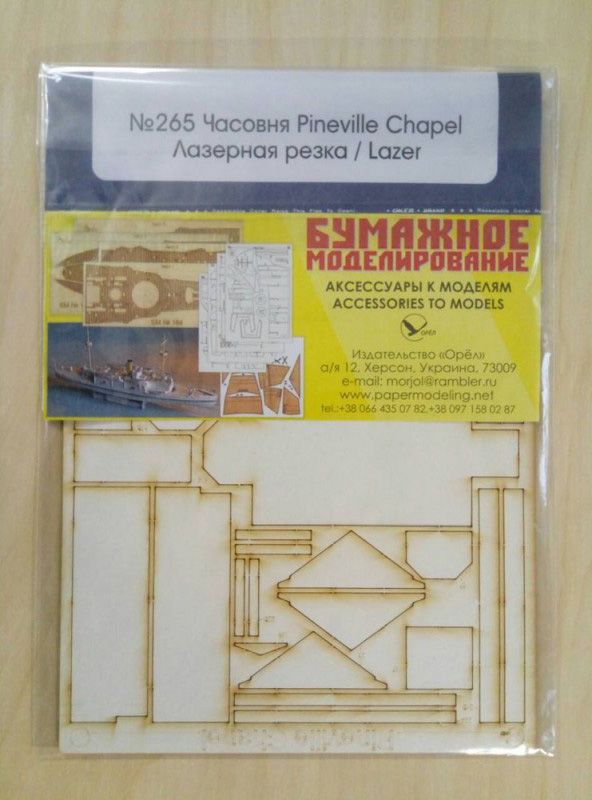 №265 Часовня Pineville Chapel
Лазерная резка / Lazer
БУМАЖНОЕ
МОДЕЛИРОВАНИЕ
АКСЕССУАРЫ К МОДЕЛЯМ
ACCESSORIES TO MODELS
ОРЁЛ
Издательство «Орёл»
а/я 12, Херсон, Украина, 73009
e-mail: morjol@rambler.ru
www.papermodeling.net
tel.:+38 066 435 07 82,+38 097 158 02 87